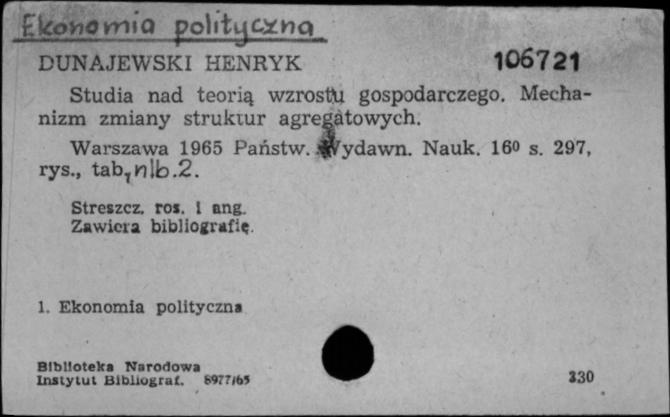 Ekonomia polityczna
DUNAJEWSKI HENRYK 106721
Studia nad teorią wzrostu gospodarczego. Mecha-
nizm zmiany struktur agregatowych.
Warszawa 1965 Państw. Wydawn. Nauk. 16⁰ s. 297,
rys., tab, nlb.2.
Streszcz. ros. i ang.
Zawiera bibliografię.
1. Ekonomia polityczna
Biblioteka Narodowa
Instytut Bibliograf. 8977/65 330